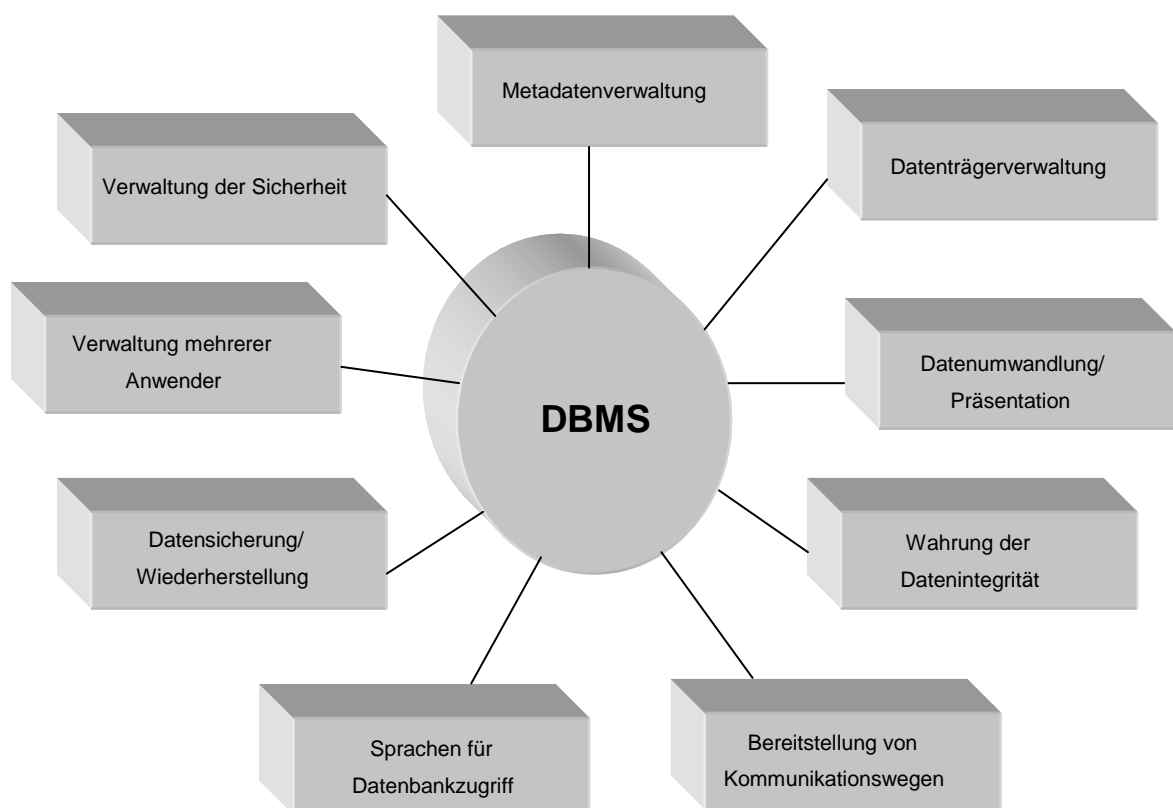 Metadatenverwaltung
Datenträgerverwaltung
Verwaltung der Sicherheit
Verwaltung mehrerer
Anwender
Datenumwandlung/
Präsentation
DBMS
Datensicherung/
Wiederherstellung
Wahrung der
Datenintegrität
Sprachen für
Datenbankzugriff
Bereitstellung von
Kommunikationswegen